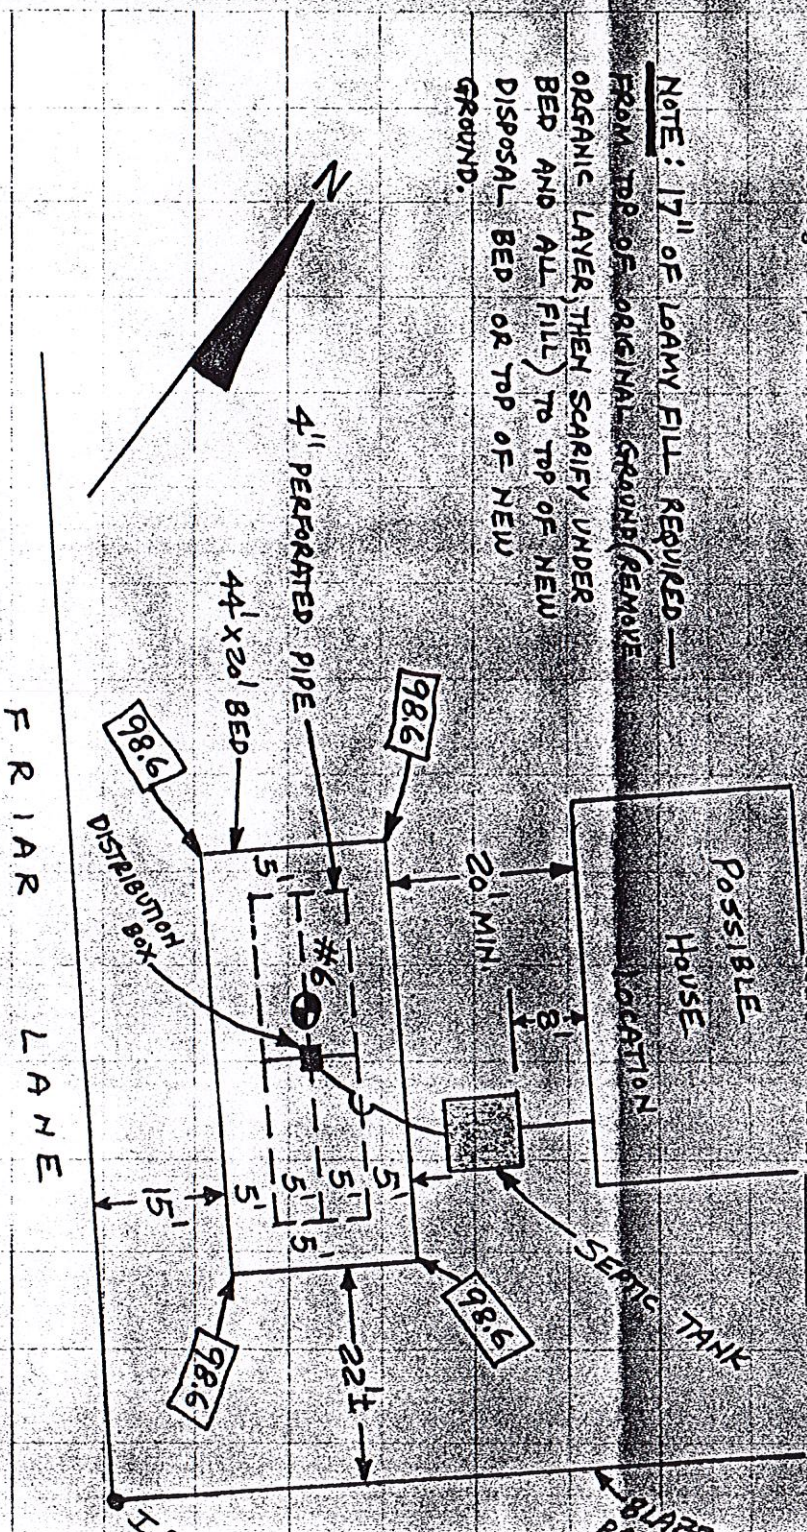 NOTE: 17" OF LOAMY FILL REQUIRED —
FROM TOP OF ORIGINAL GROUND (REMOVE
ORGANIC LAYER, THEN SCARIFY UNDER
BED AND ALL FILL) TO TOP OF NEW
DISPOSAL BED OR TOP OF NEW
GROUND.
N
POSSIBLE
HOUSE
LOCATION
4" PERFORATED PIPE
44' X 20' BED
98.6
98.6
20' MIN.
8'
DISTRIBUTION
BOX
5'
#6
5'
5'
5'
5'
5'
SEPTIC TANK
98.6
98.6
22'±
15'
FRIAR LANE